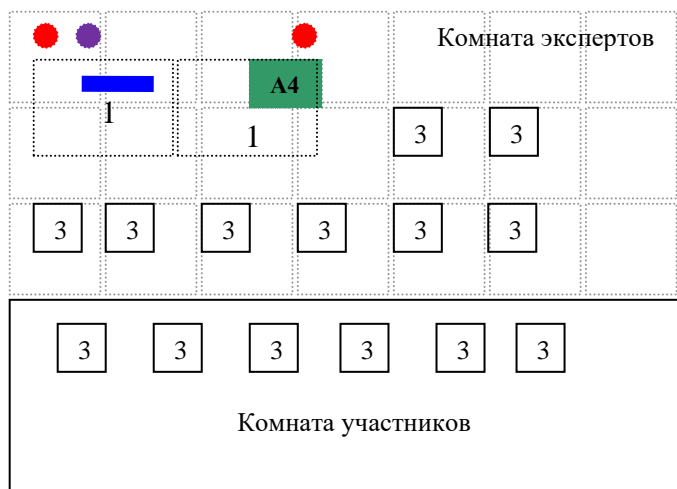 Комната экспертов
А4
1
1
3 3
3 3 3 3 3 3
3 3 3 3 3 3
Комната участников